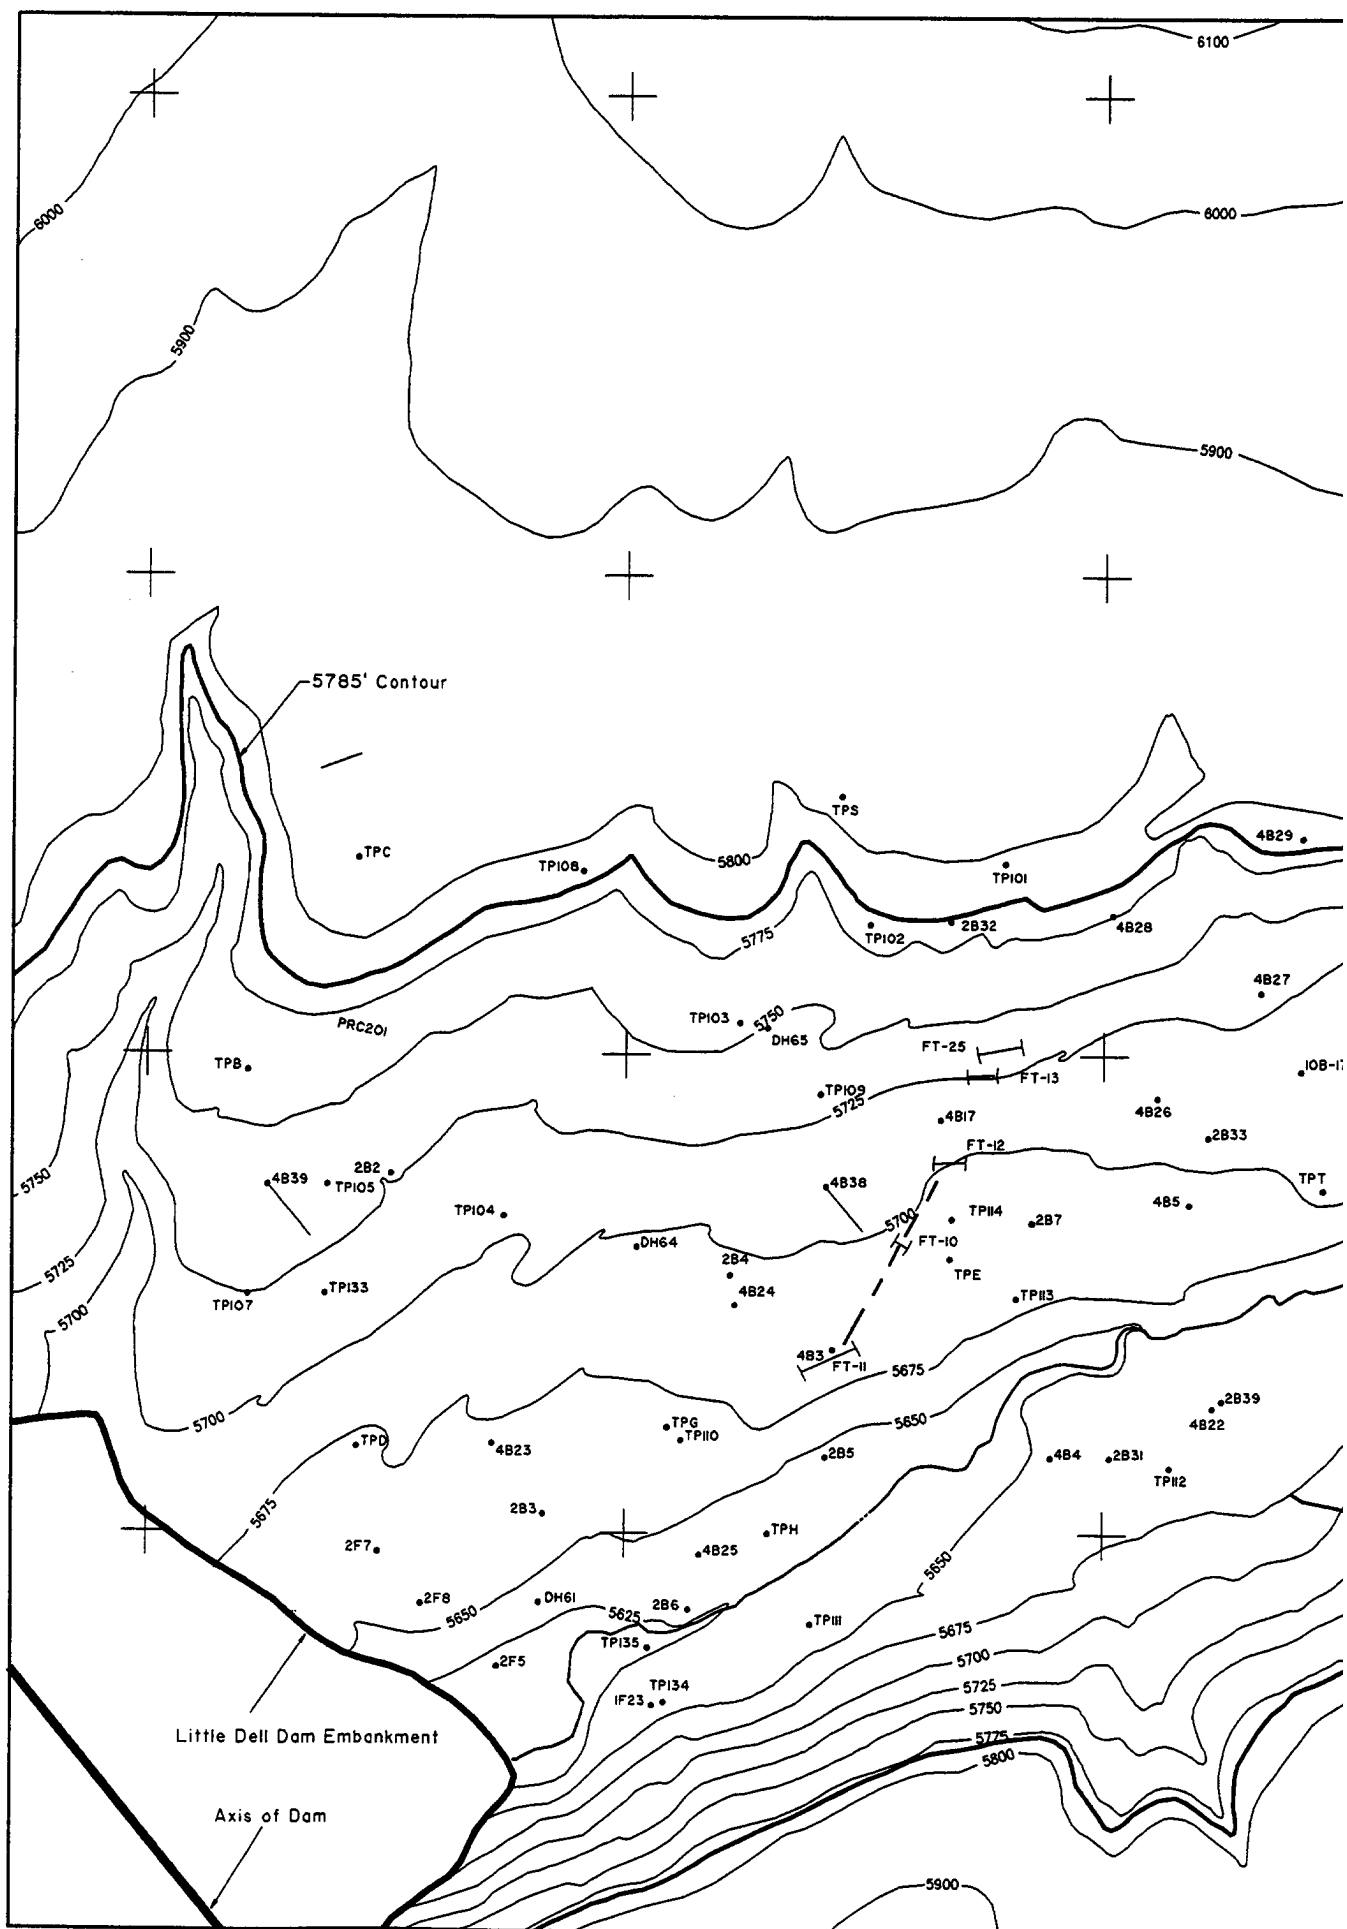 6100
6000
6000
5900
5900
5785' Contour
TPS
4B29
TPC
5800
TP108
TP101
TP102
2B32
4B28
5775
4B27
PRC201
TP103
5750
DH65
FT-25
TPB
FT-13
10B-17
TP109
5725
4B17
4B26
2B33
FT-12
5750
4B39
2B2
TP105
4B38
TPT
TP104
5700
TP114
2B7
4B5
DH64
FT-10
2B4
TPE
5725
4B24
TP133
TP107
TP113
5700
4B3
FT-11
5675
2B39
4B22
5700
TPG
TP110
5650
TPD
4B23
2B5
4B4
2B31
TP112
5675
2B3
TPH
2F7
4B25
5650
2F8
DH61
5650
5625
2B6
TP111
TP135
5675
2F5
5700
TP134
1F23
5725
5750
Little Dell Dam Embankment
5775
5800
Axis of Dam
5900